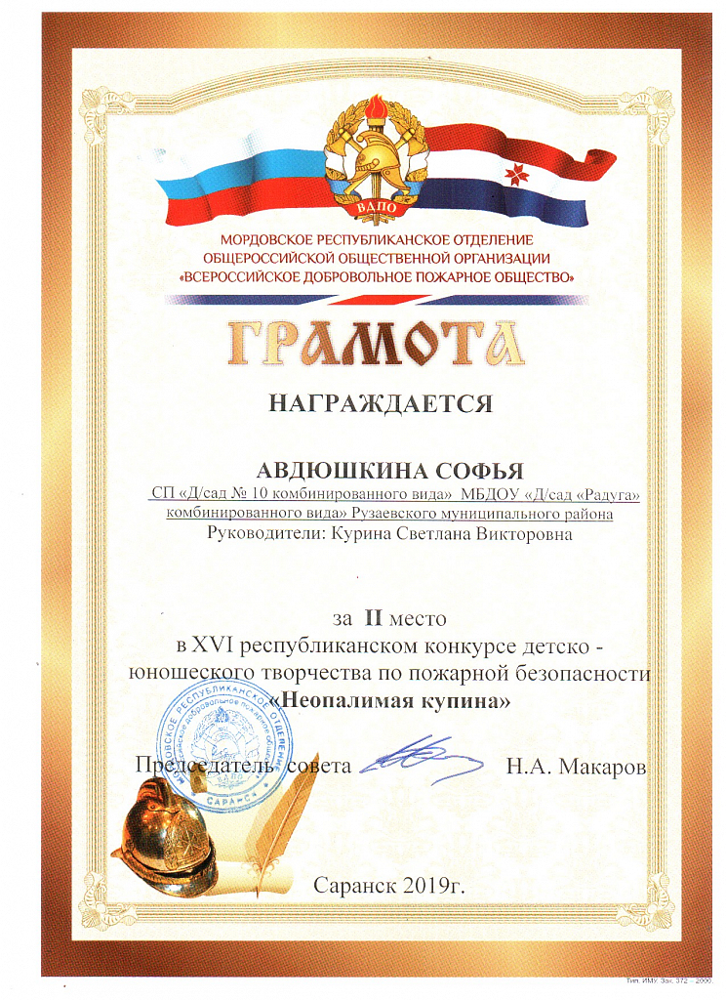 ВДПО
МОРДОВСКОЕ РЕСПУБЛИКАНСКОЕ ОТДЕЛЕНИЕ
ОБЩЕРОССИЙСКОЙ ОБЩЕСТВЕННОЙ ОРГАНИЗАЦИИ
«ВСЕРОССИЙСКОЕ ДОБРОВОЛЬНОЕ ПОЖАРНОЕ ОБЩЕСТВО»
ГРАМОТА
НАГРАЖДАЕТСЯ
АВДЮШКИНА СОФЬЯ
СП «Д/сад № 10 комбинированного вида» МБДОУ «Д/сад «Радуга»
комбинированного вида» Рузаевского муниципального района
Руководители: Курина Светлана Викторовна
за II место
в XVI республиканском конкурсе детско -
юношеского творчества по пожарной безопасности
«Неопалимая купина»
МОРДОВСКОЕ РЕСПУБЛИКАНСКОЕ ОТДЕЛЕНИЕ
САРАНСК
Председатель совета Н.А. Макаров
Саранск 2019г.
Тип. ИМУ. Зак. 372 – 2000.